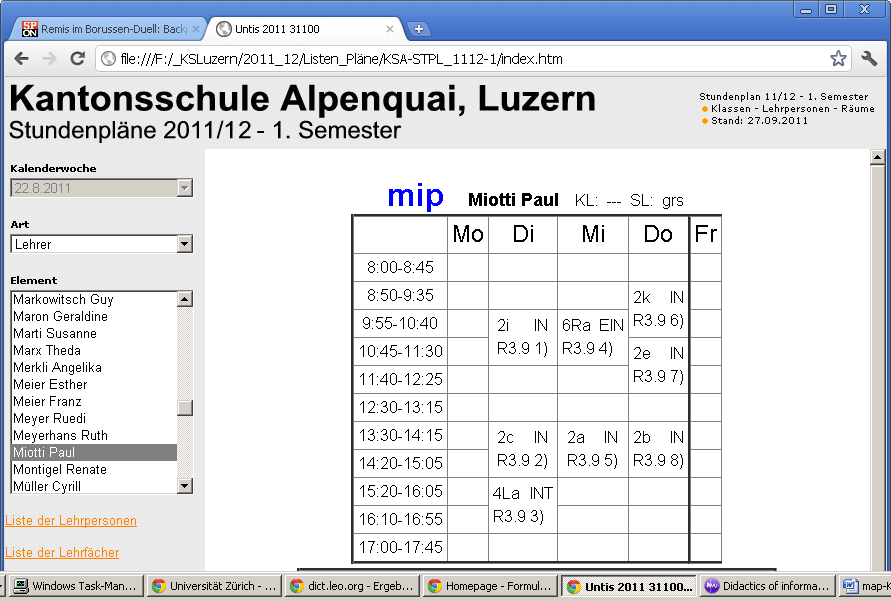 Remis im Borussen-Duell: Back
Untis 2011 31100
file:///F:/_KSLuzern/2011_12/Listen_Pläne/KSA-STPL_1112-1/index.htm
Kantonsschule Alpenquai, Luzern
Stundenpläne 2011/12 - 1. Semester
Stundenplan 11/12 - 1. Semester
Klassen - Lehrpersonen - Räume
Stand: 27.09.2011
Kalenderwoche
22.8.2011
Art
Lehrer
Element
Markowitsch Guy
Maron Geraldine
Marti Susanne
Marx Theda
Merkli Angelika
Meier Esther
Meier Franz
Meyer Ruedi
Meyerhans Ruth
Miotti Paul
Montigel Renate
Müller Cyrill
Liste der Lehrpersonen
Liste der Lehrfächer
mip Miotti Paul KL: --- SL: grs
Mo Di Mi Do Fr
8:00-8:45
8:50-9:35
9:55-10:40
10:45-11:30
11:40-12:25
12:30-13:15
13:30-14:15
14:20-15:05
15:20-16:05
16:10-16:55
17:00-17:45
2i IN
R3.9 1)
2c IN
R3.9 2)
4La INT
R3.9 3)
6Ra EIN
R3.9 4)
2a IN
R3.9 5)
2k IN
R3.9 6)
2e IN
R3.9 7)
2b IN
R3.9 8)
Windows Task-Man...
Universität Zürich - ...
dict.leo.org - Ergeb...
Homepage - Formul...
Untis 2011 31100...
Didactics of informa...
map-K